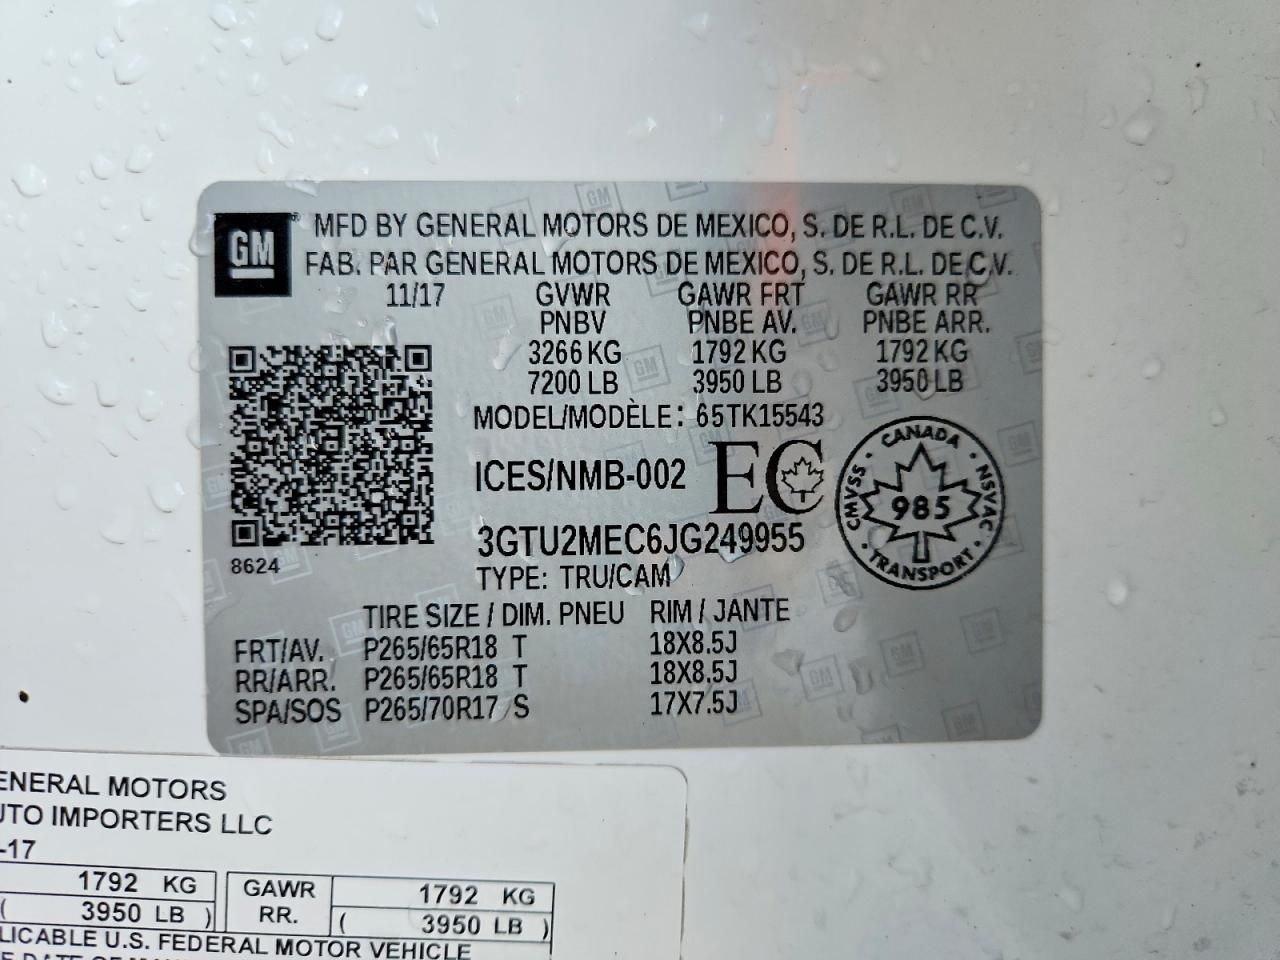 GM
MFD BY GENERAL MOTORS DE MEXICO, S. DE R.L. DE C.V.
FAB. PAR GENERAL MOTORS DE MEXICO, S. DE R.L. DE C.V.
11/17 GVWR GAWR FRT GAWR RR
PNBV PNBE AV. PNBE ARR.
3266 KG 1792 KG 1792 KG
7200 LB 3950 LB 3950 LB
MODEL/MODÈLE: 65TK15543
ICES/NMB-002 EC
CANADA
CMVSS · NSVAC
985
TRANSPORT
3GTU2MEC6JG249955
8624
TYPE: TRU/CAM
TIRE SIZE / DIM. PNEU RIM / JANTE
FRT/AV. P265/65R18 T 18X8.5J
RR/ARR. P265/65R18 T 18X8.5J
SPA/SOS P265/70R17 S 17X7.5J
ENERAL MOTORS
UTO IMPORTERS LLC
-17
1792 KG GAWR 1792 KG
( 3950 LB ) RR. ( 3950 LB )
LICABLE U.S. FEDERAL MOTOR VEHICLE